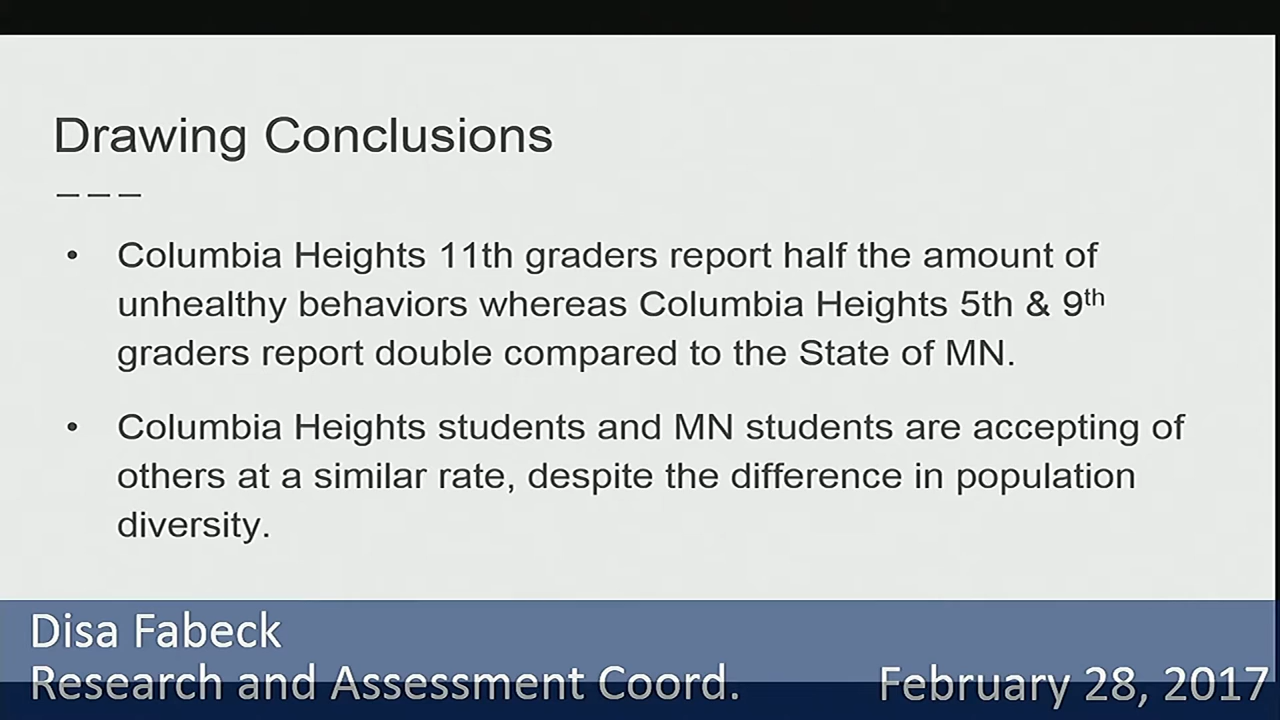 Drawing Conclusions
___
• Columbia Heights 11th graders report half the amount of
unhealthy behaviors whereas Columbia Heights 5th & 9th
graders report double compared to the State of MN.
• Columbia Heights students and MN students are accepting of
others at a similar rate, despite the difference in population
diversity.
Disa Fabeck
Research and Assessment Coord.
February 28, 2017